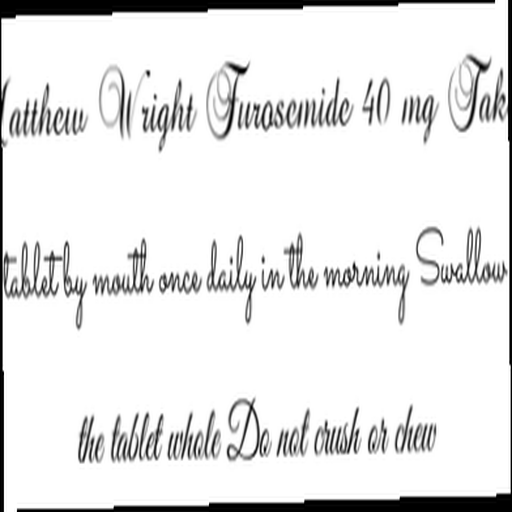 atthew Wright Furosemide 40 mg Tak
tablet by mouth once daily in the morning Swallow
the tablet whole Do not crush or chew